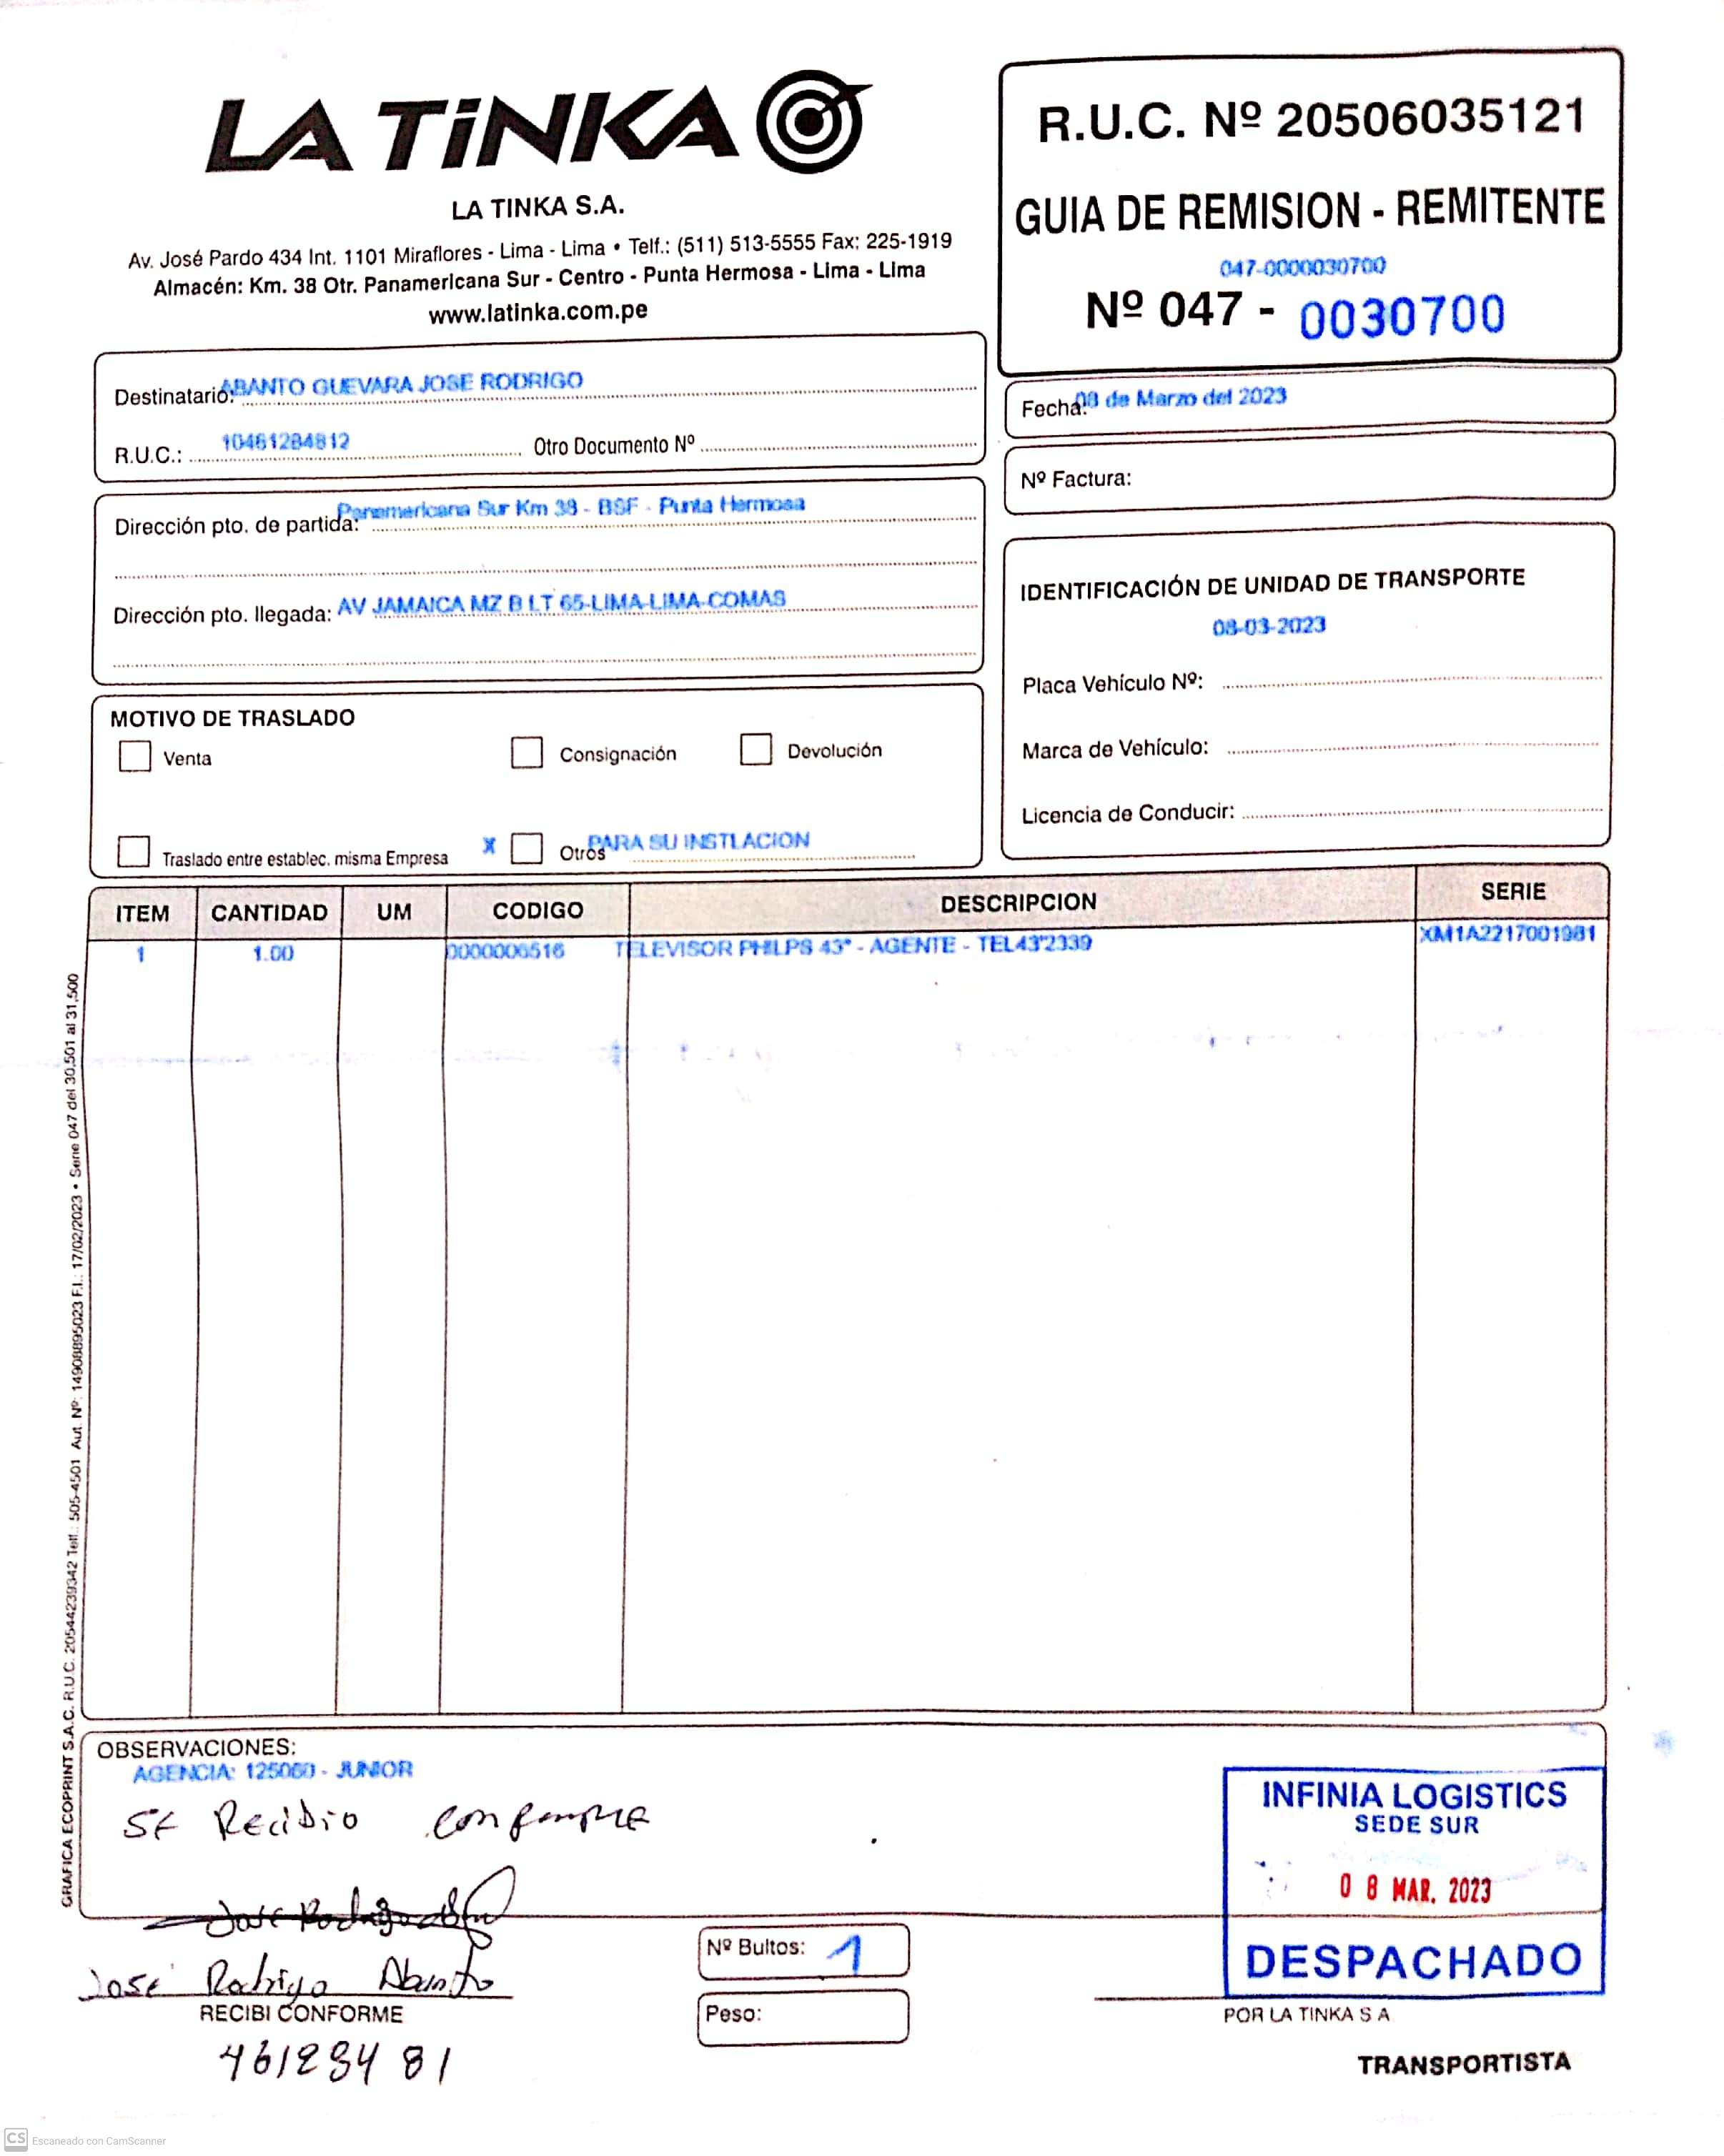 LA TiNKA
LA TINKA S.A.
Av. José Pardo 434 Int. 1101 Miraflores - Lima - Lima • Telf.: (511) 513-5555 Fax: 225-1919
Almacén: Km. 38 Otr. Panamericana Sur - Centro - Punta Hermosa - Lima - Lima
www.latinka.com.pe
R.U.C. Nº 20506035121
GUIA DE REMISION - REMITENTE
047-0000030700
Nº 047 - 0030700
Destinatario: ABANTO GUEVARA JOSE RODRIGO
R.U.C.: 10461284812 Otro Documento Nº
Fecha: 08 de Marzo del 2023
Nº Factura:
Dirección pto. de partida: Panamericana Sur Km 38 - BSF - Punta Hermosa
Dirección pto. llegada: AV JAMAICA MZ B LT 65-LIMA-LIMA-COMAS
IDENTIFICACIÓN DE UNIDAD DE TRANSPORTE
08-03-2023
Placa Vehículo Nº:
Marca de Vehículo:
Licencia de Conducir:
MOTIVO DE TRASLADO
Venta Consignación Devolución
Traslado entre establec. misma Empresa X Otros PARA SU INSTLACION
ITEM CANTIDAD UM CODIGO DESCRIPCION SERIE
1 1.00 0000006516 TELEVISOR PHILPS 43" - AGENTE - TEL43'2339 XM1A2217001981
GRAFICA ECOPRINT S.A.C. R.U.C. 20544239342 Telf.: 505-4501 Aut. Nº: 14908895023 F.I.: 17/02/2023 • Serie 047 del 30,501 al 31,500
OBSERVACIONES:
AGENCIA: 125060 - JUNIOR
SE Recibio conforme
José Rodrigo Abanto
RECIBI CONFORME
46128481
Nº Bultos: 1
Peso:
INFINIA LOGISTICS
SEDE SUR
08 MAR. 2023
DESPACHADO
POR LA TINKA S A
TRANSPORTISTA
CS Escaneado con CamScanner